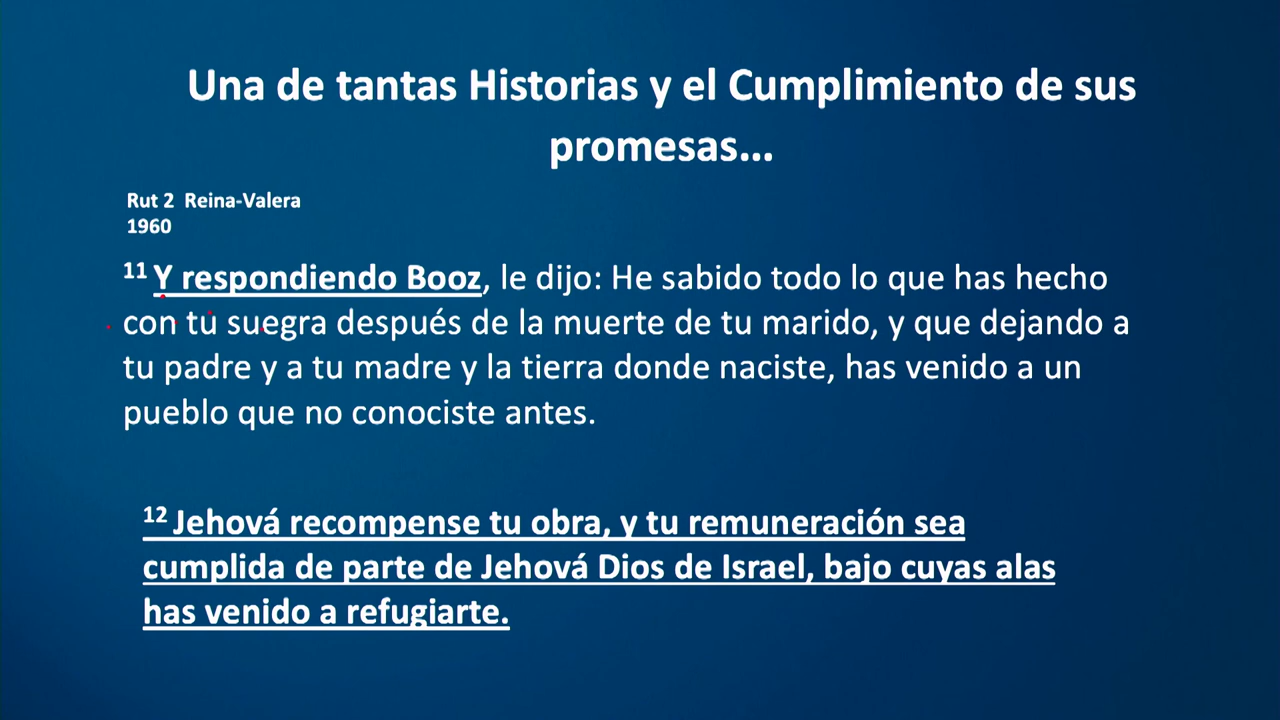 Una de tantas Historias y el Cumplimiento de sus
promesas...
Rut 2 Reina-Valera
1960
11 Y respondiendo Booz, le dijo: He sabido todo lo que has hecho
con tu suegra después de la muerte de tu marido, y que dejando a
tu padre y a tu madre y la tierra donde naciste, has venido a un
pueblo que no conociste antes.
12 Jehová recompense tu obra, y tu remuneración sea
cumplida de parte de Jehová Dios de Israel, bajo cuyas alas
has venido a refugiarte.